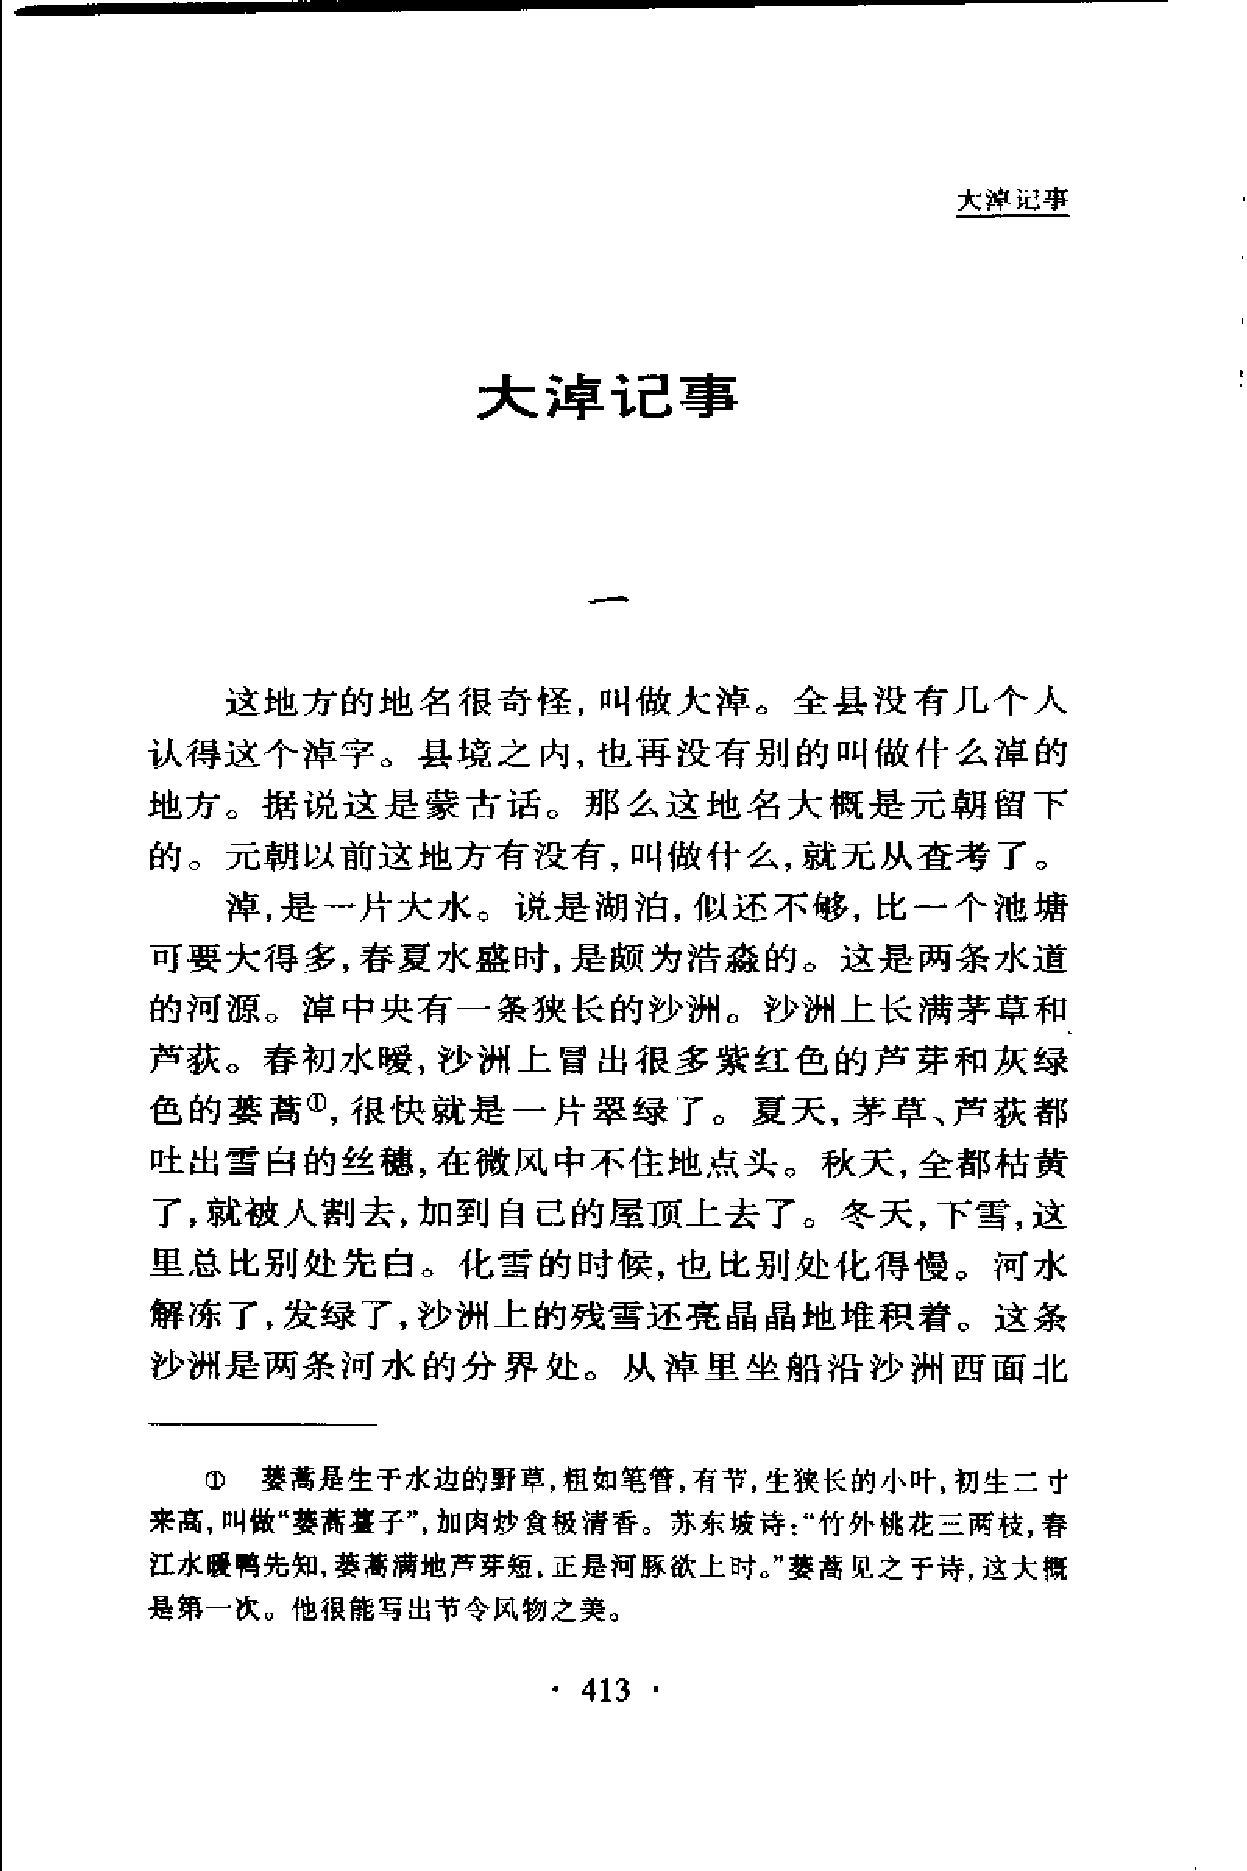 大淖记事
大淖记事
一
这地方的地名很奇怪,叫做大淖。全县没有几个人
认得这个淖字。县境之内,也再没有别的叫做什么淖的
地方。据说这是蒙古话。那么这地名大概是元朝留下
的。元朝以前这地方有没有,叫做什么,就无从查考了。
淖,是一片大水。说是湖泊,似还不够,比一个池塘
可要大得多,春夏水盛时,是颇为浩淼的。这是两条水道
的河源。淖中央有一条狭长的沙洲。沙洲上长满茅草和
芦荻。春初水暖,沙洲上冒出很多紫红色的芦芽和灰绿
色的蒌蒿①,很快就是一片翠绿了。夏天,茅草、芦荻都
吐出雪白的丝穗,在微风中不住地点头。秋天,全都枯黄
了,就被人割去,加到自己的屋顶上去了。冬天,下雪,这
里总比别处先白。化雪的时候,也比别处化得慢。河水
解冻了,发绿了,沙洲上的残雪还亮晶晶地堆积着。这条
沙洲是两条河水的分界处。从淖里坐船沿沙洲西面北
① 蒌蒿是生于水边的野草,粗如笔管,有节,生狭长的小叶,初生二寸
来高,叫做“蒌蒿薹子”,加肉炒食极清香。苏东坡诗:“竹外桃花三两枝,春
江水暖鸭先知,蒌蒿满地芦芽短,正是河豚欲上时。”蒌蒿见之于诗,这大概
是第一次。他很能写出节令风物之美。
· 413 ·